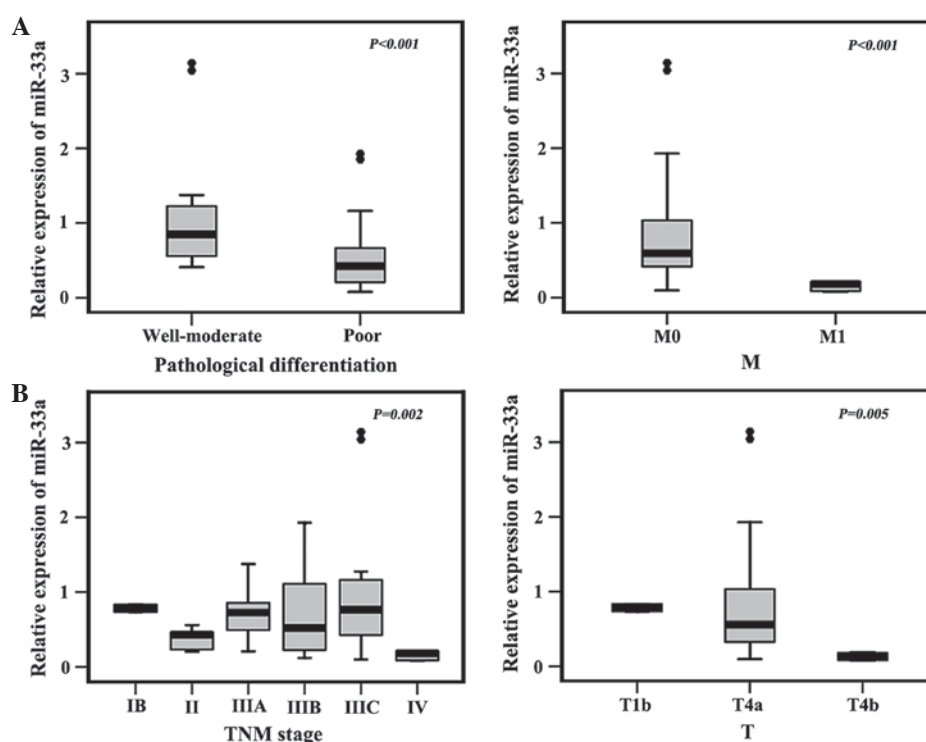 A
P<0.001
Relative expression of miR-33a
3
2
1
0
Well-moderate Poor
Pathological differentiation
P<0.001
Relative expression of miR-33a
3
2
1
0
M0 M1
M
B
P=0.002
Relative expression of miR-33a
3
2
1
0
IB II IIIA IIIB IIIC IV
TNM stage
P=0.005
Relative expression of miR-33a
3
2
1
0
T1b T4a T4b
T